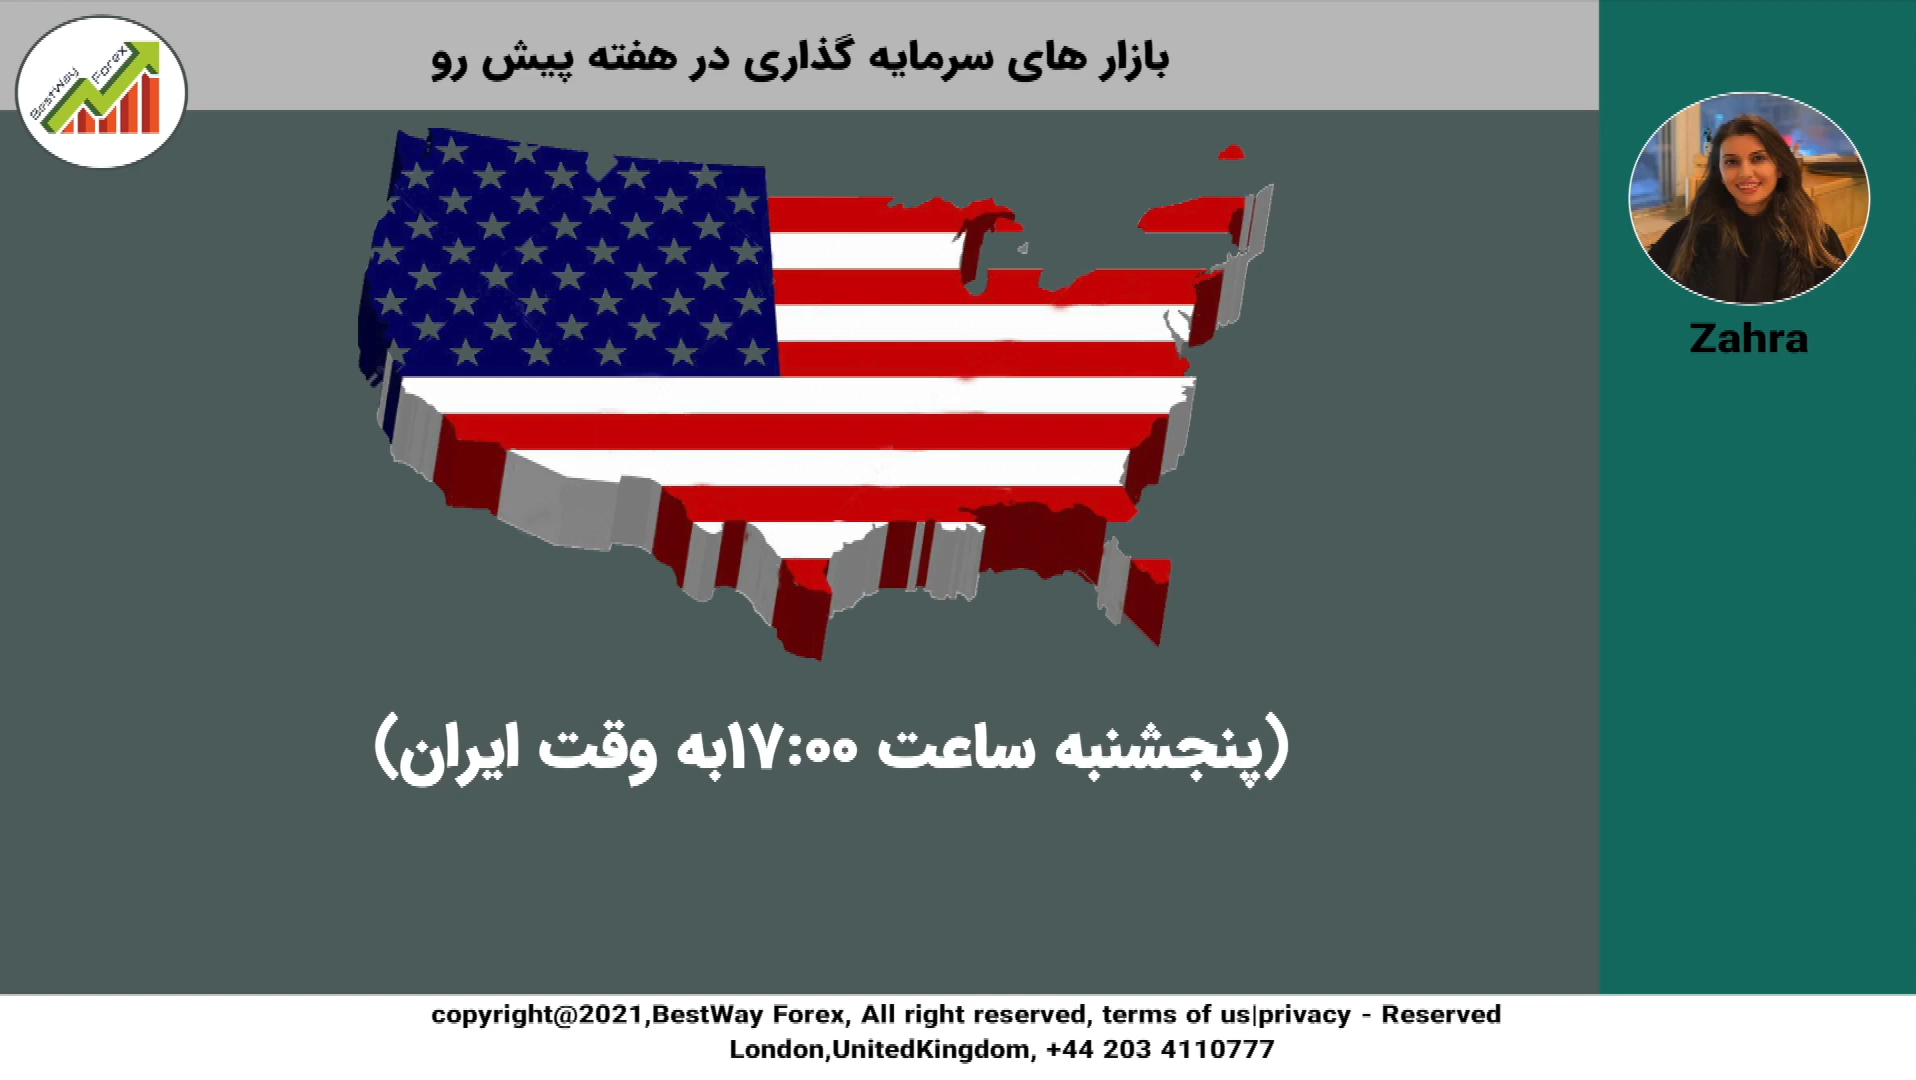 بازار های سرمایه گذاری در هفته پیش رو
BestWay Forex
Zahra
(پنجشنبه ساعت ۱۷:۰۰به وقت ایران)
copyright@2021,BestWay Forex, All right reserved, terms of us|privacy - Reserved
London,UnitedKingdom, +44 203 4110777